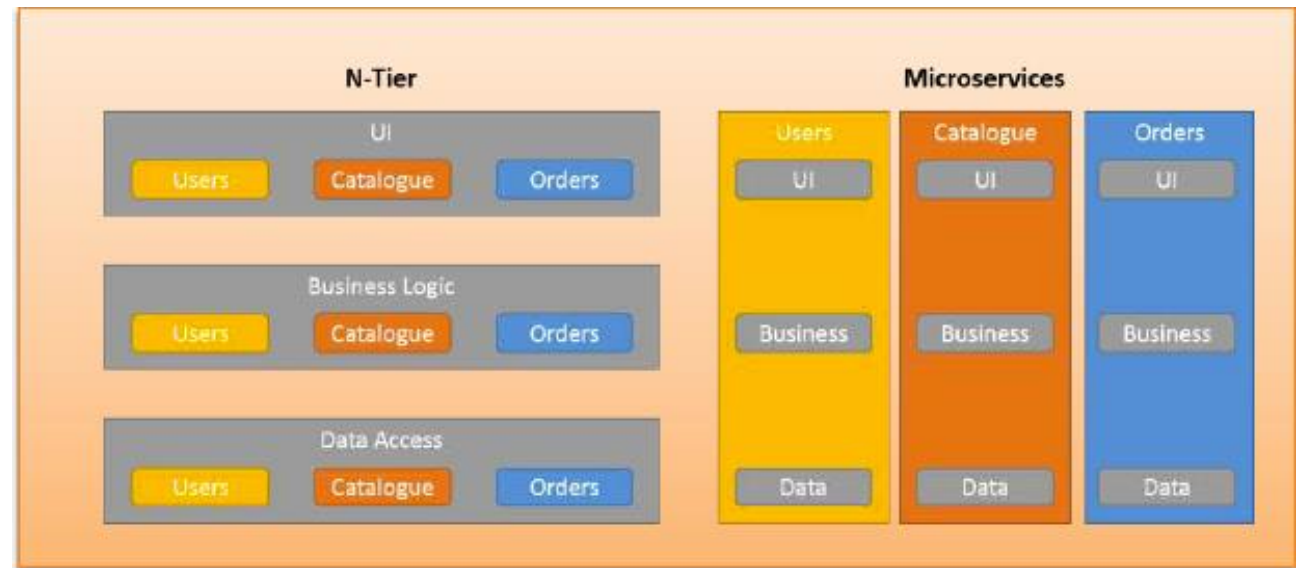 N-Tier
UI
Users Catalogue Orders
Business Logic
Users Catalogue Orders
Data Access
Users Catalogue Orders
Microservices
Users Catalogue Orders
UI UI UI
Business Business Business
Data Data Data